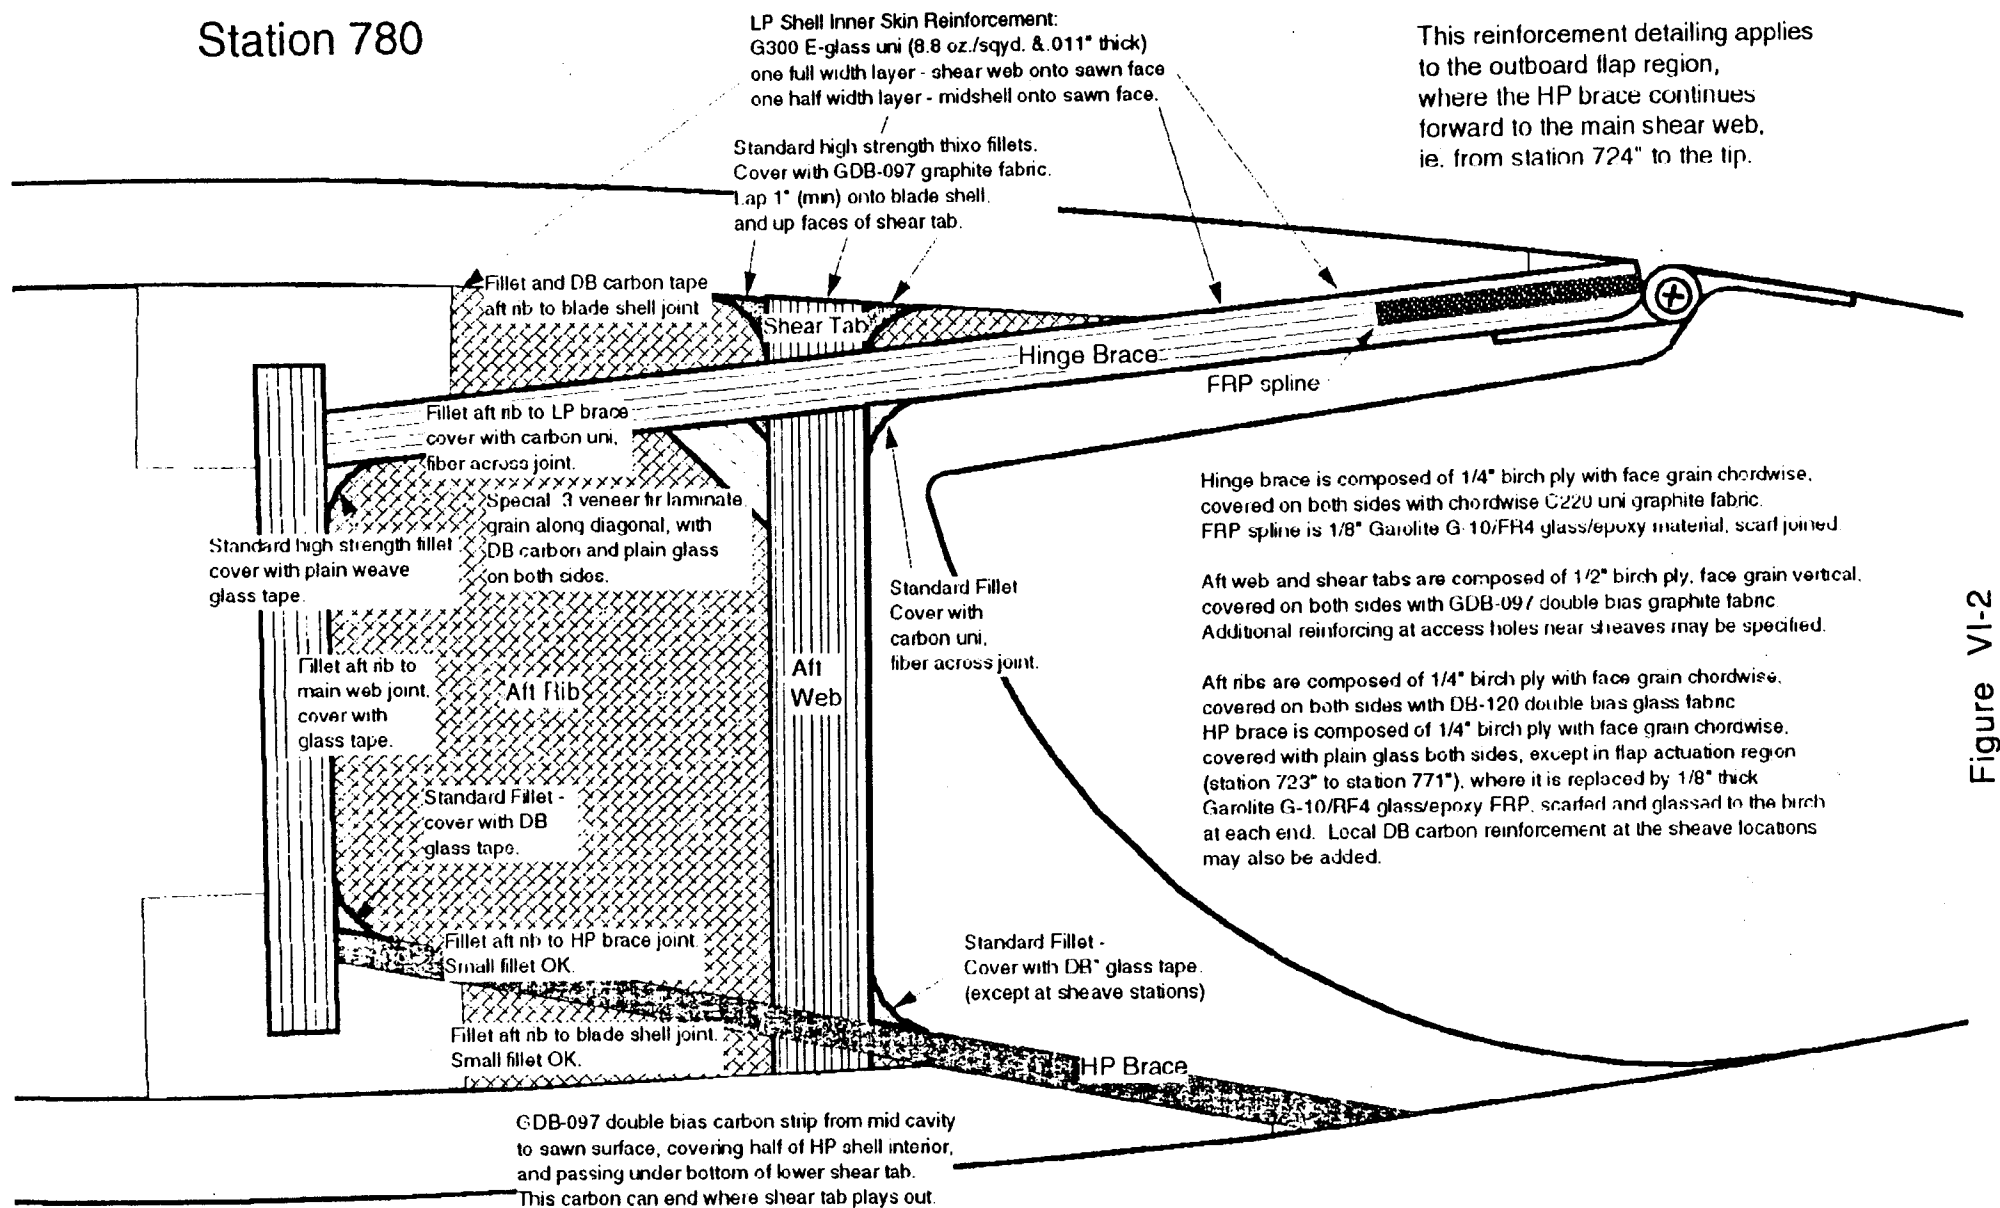 Station 780
LP Shell Inner Skin Reinforcement:
G300 E-glass uni (8.8 oz./sqyd. & .011" thick)
one full width layer - shear web onto sawn face
one half width layer - midshell onto sawn face.
This reinforcement detailing applies
to the outboard flap region,
where the HP brace continues
forward to the main shear web,
ie. from station 724" to the tip.
Standard high strength thixo fillets.
Cover with GDB-097 graphite fabric.
Lap 1" (min) onto blade shell.
and up faces of shear tab.
Fillet and DB carbon tape
aft rib to blade shell joint
Shear Tab
Hinge Brace
FRP spline
Fillet aft rib to LP brace
cover with carbon uni,
fiber across joint.
Special 3 veneer fir laminate
grain along diagonal, with
DB carbon and plain glass
on both sides.
Standard high strength fillet
cover with plain weave
glass tape.
Standard Fillet
Cover with
carbon uni,
fiber across joint.
Hinge brace is composed of 1/4" birch ply with face grain chordwise,
covered on both sides with chordwise C220 uni graphite fabric.
FRP spline is 1/8" Garolite G-10/FR4 glass/epoxy material, scarf joined.
Aft web and shear tabs are composed of 1/2" birch ply, face grain vertical,
covered on both sides with GDB-097 double bias graphite fabric
Additional reinforcing at access holes near sheaves may be specified.
Aft ribs are composed of 1/4" birch ply with face grain chordwise,
covered on both sides with DB-120 double bias glass fabric
HP brace is composed of 1/4" birch ply with face grain chordwise,
covered with plain glass both sides, except in flap actuation region
(station 723" to station 771"), where it is replaced by 1/8" thick
Garolite G-10/RF4 glass/epoxy FRP, scarfed and glassad to the birch
at each end. Local DB carbon reinforcement at the sheave locations
may also be added.
Figure VI-2
Fillet aft rib to
main web joint,
cover with
glass tape.
Aft Rib
Aft
Web
Standard Fillet -
cover with DB
glass tape.
Fillet aft rib to HP brace joint.
Small fillet OK.
Standard Fillet -
Cover with DB" glass tape.
(except at sheave stations)
Fillet aft rib to blade shell joint.
Small fillet OK.
HP Brace
GDB-097 double bias carbon strip from mid cavity
to sawn surface, covering half of HP shell interior,
and passing under bottom of lower shear tab.
This carbon can end where shear tab plays out.